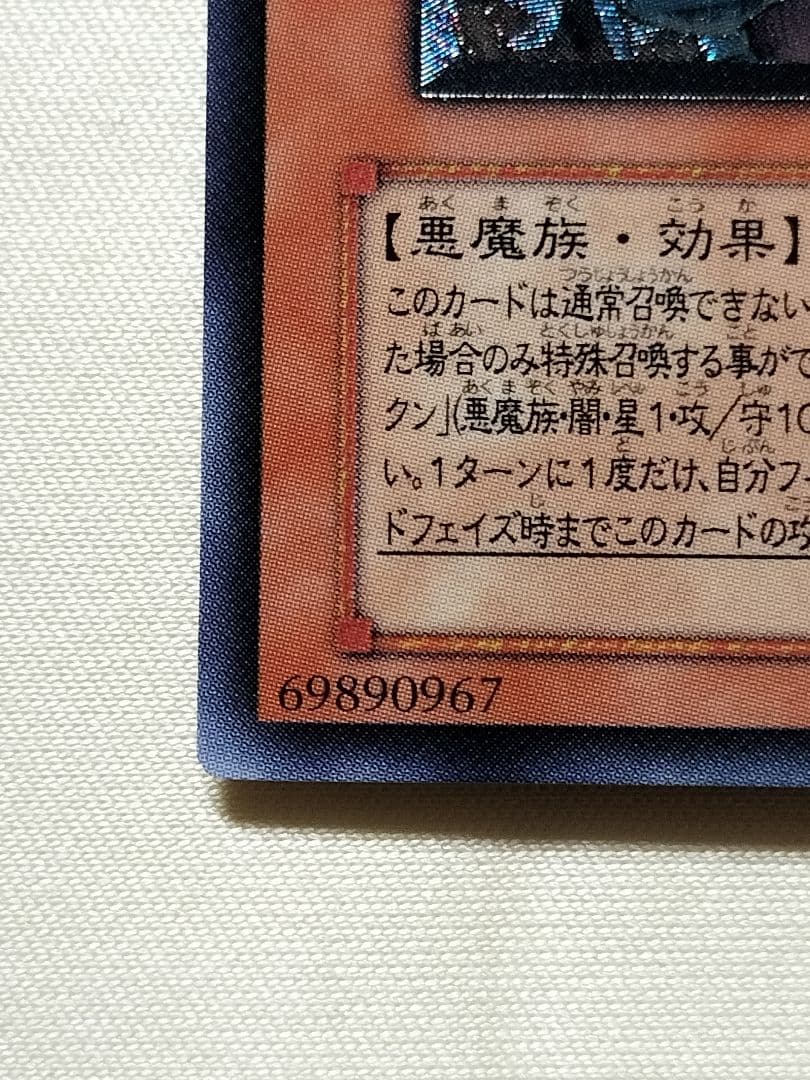 【悪魔族・効果】
このカードは通常召喚できない
た場合のみ特殊召喚する事がで
クン」(悪魔族・闇・星1・攻/守10
い。1ターンに1度だけ、自分フ
ドフェイズ時までこのカードの攻
69890967